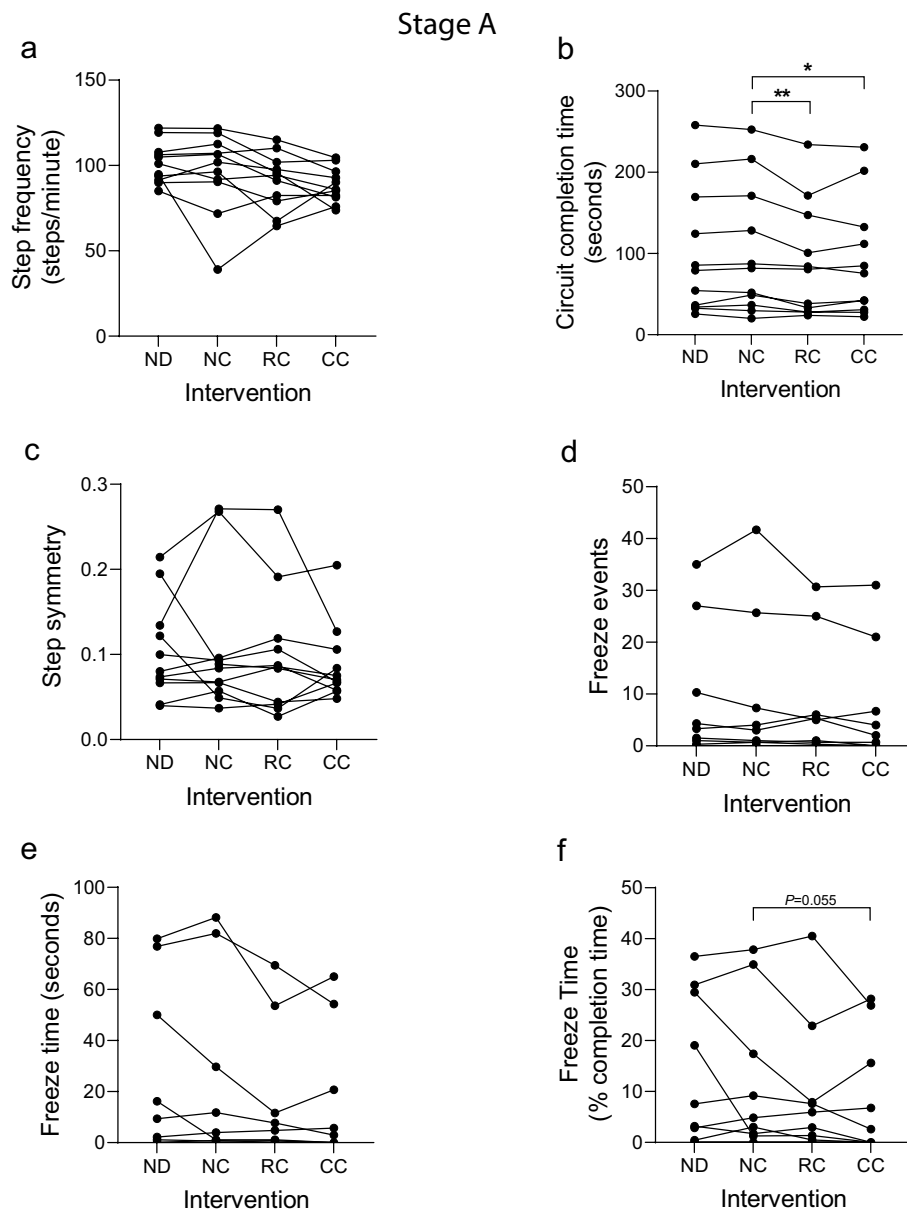 Stage A
a
150
100
50
0
Step frequency
(steps/minute)
ND NC RC CC
Intervention
b
300
200
100
0
Circuit completion time
(seconds)
*
**
ND NC RC CC
Intervention
c
0.3
0.2
0.1
0.0
Step symmetry
ND NC RC CC
Intervention
d
50
40
30
20
10
0
Freeze events
ND NC RC CC
Intervention
e
100
80
60
40
20
0
Freeze time (seconds)
ND NC RC CC
Intervention
f
50
40
30
20
10
0
Freeze Time
(% completion time)
P=0.055
ND NC RC CC
Intervention